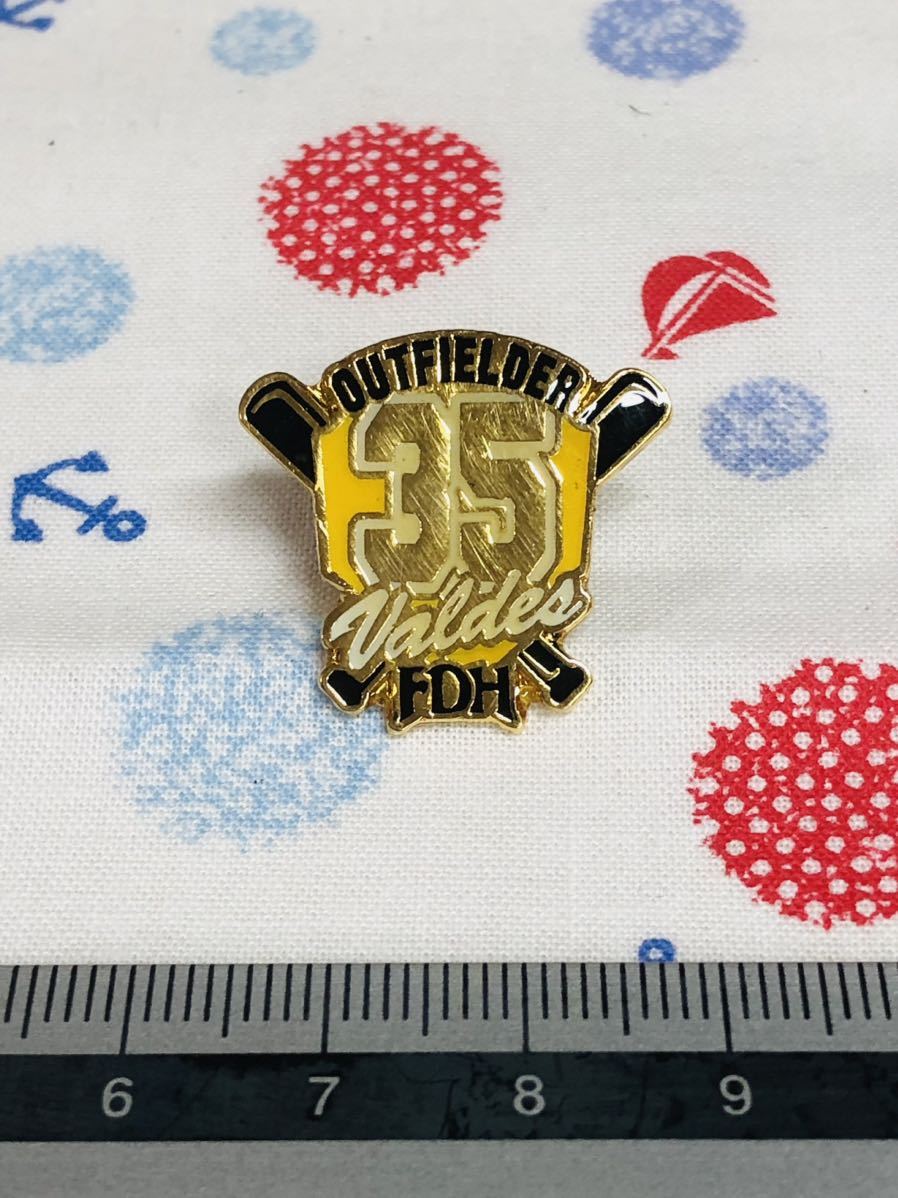 OUTFIELDER
35
Valdes
FDH
6 7 8 9